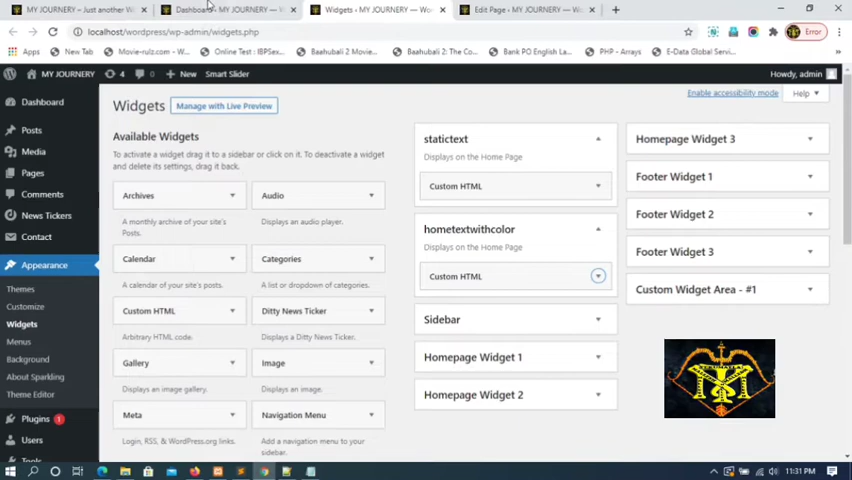 MY JOURNERY – Just another W
Dashboard ‹ MY JOURNERY — W
Widgets ‹ MY JOURNERY — Wor
Edit Page ‹ MY JOURNERY — Wor
localhost/wordpress/wp-admin/widgets.php
Error
Apps
YouTube
New Tab
Movie-rulz.com - W...
Online Test : IBPSex...
Baahubali 2 Movies...
Baahubali 2: The Co...
Bank PO English La...
PHP - Arrays
E-Data Global Servi...
MY JOURNERY
4
0
New
Smart Slider
Howdy, admin
Dashboard
Posts
Media
Pages
Comments
News Tickers
Contact
Appearance
Themes
Customize
Widgets
Menus
Background
About Sparkling
Theme Editor
Plugins 1
Users
Tools
Widgets
Manage with Live Preview
Enable accessibility mode
Help
Available Widgets
To activate a widget drag it to a sidebar or click on it. To deactivate a widget
and delete its settings, drag it back.
Archives
A monthly archive of your site's
Posts.
Audio
Displays an audio player.
Calendar
A calendar of your site's posts.
Categories
A list or dropdown of categories.
Custom HTML
Arbitrary HTML code.
Ditty News Ticker
Displays a Ditty News Ticker.
Gallery
Displays an image gallery.
Image
Displays an image.
Meta
Login, RSS, & WordPress.org links.
Navigation Menu
Add a navigation menu to your
sidebar.
statictext
Displays on the Home Page
Custom HTML
hometextwithcolor
Displays on the Home Page
Custom HTML
Sidebar
Homepage Widget 1
Homepage Widget 2
Homepage Widget 3
Footer Widget 1
Footer Widget 2
Footer Widget 3
Custom Widget Area - #1
11:31 PM